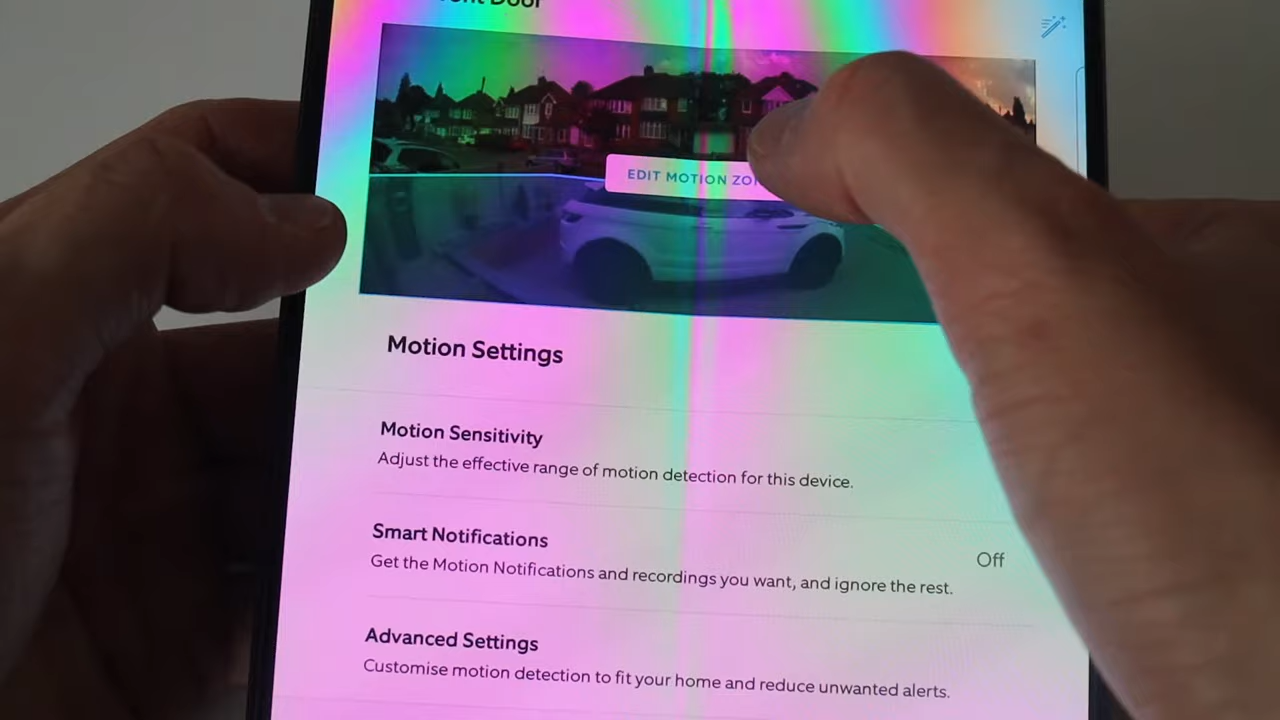 Door
EDIT MOTION
Motion Settings
Motion Sensitivity
Adjust the effective range of motion detection for this device.
Smart Notifications
Off
Get the Motion Notifications and recordings you want, and ignore the rest.
Advanced Settings
Customise motion detection to fit your home and reduce unwanted alerts.